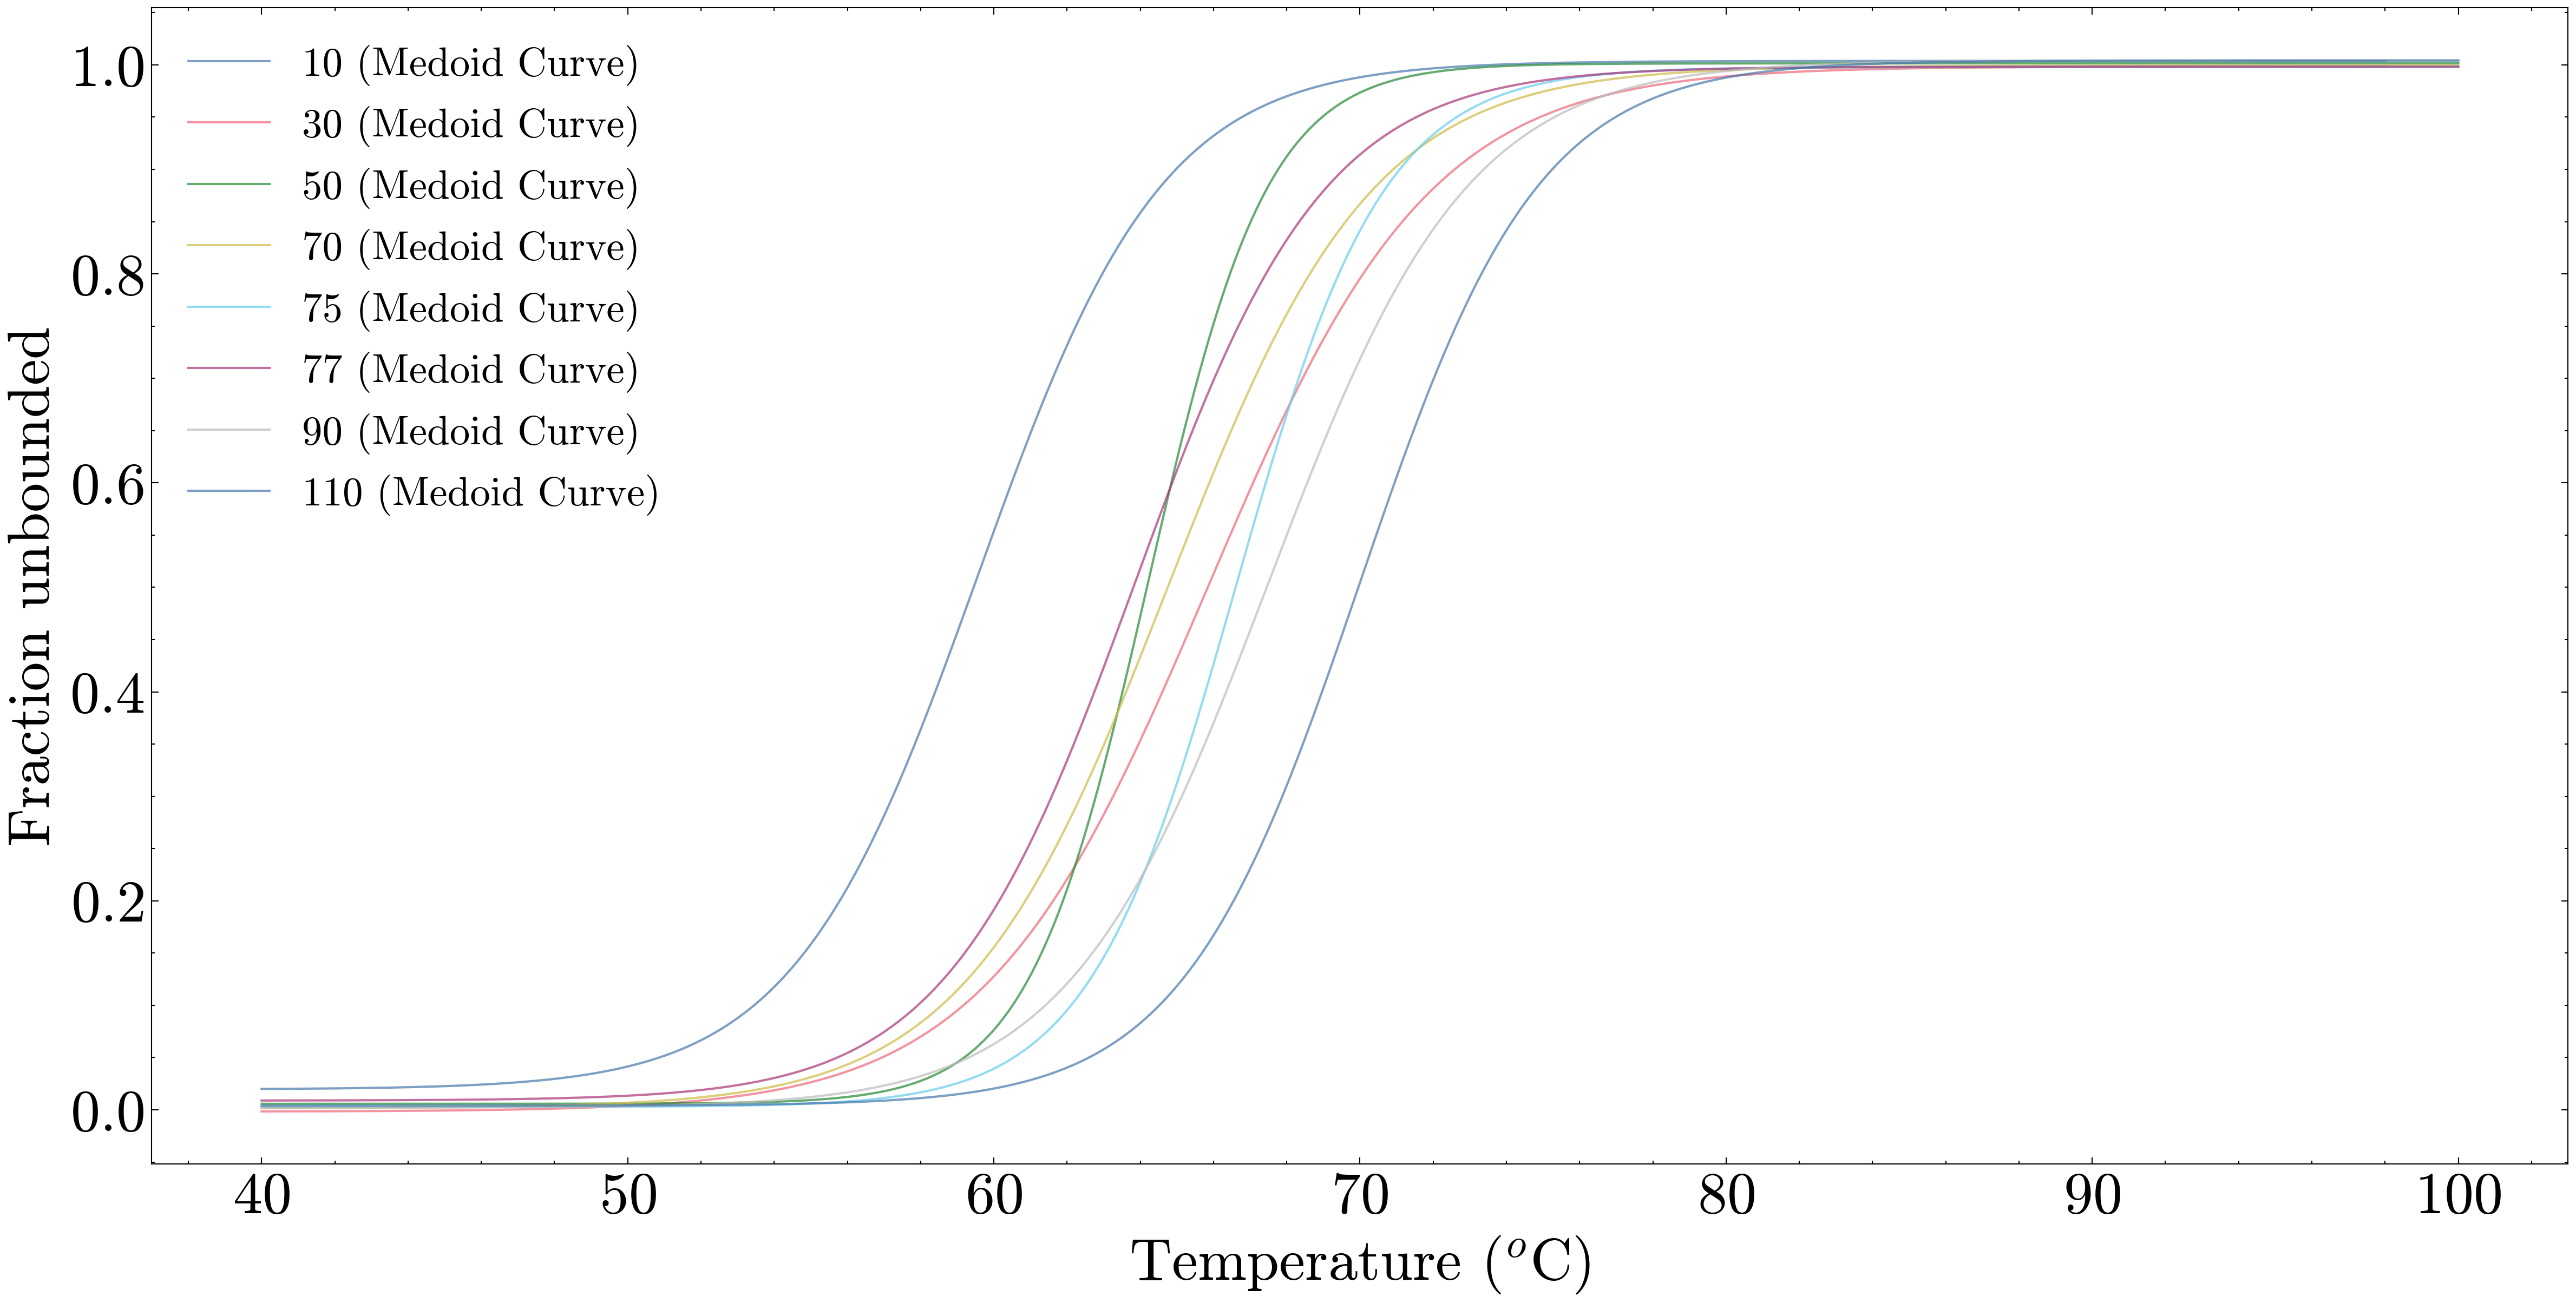 1.0
0.8
0.6
0.4
0.2
0.0
Fraction unbounded
10 (Medoid Curve)
30 (Medoid Curve)
50 (Medoid Curve)
70 (Medoid Curve)
75 (Medoid Curve)
77 (Medoid Curve)
90 (Medoid Curve)
110 (Medoid Curve)
40 50 60 70 80 90 100
Temperature (°C)